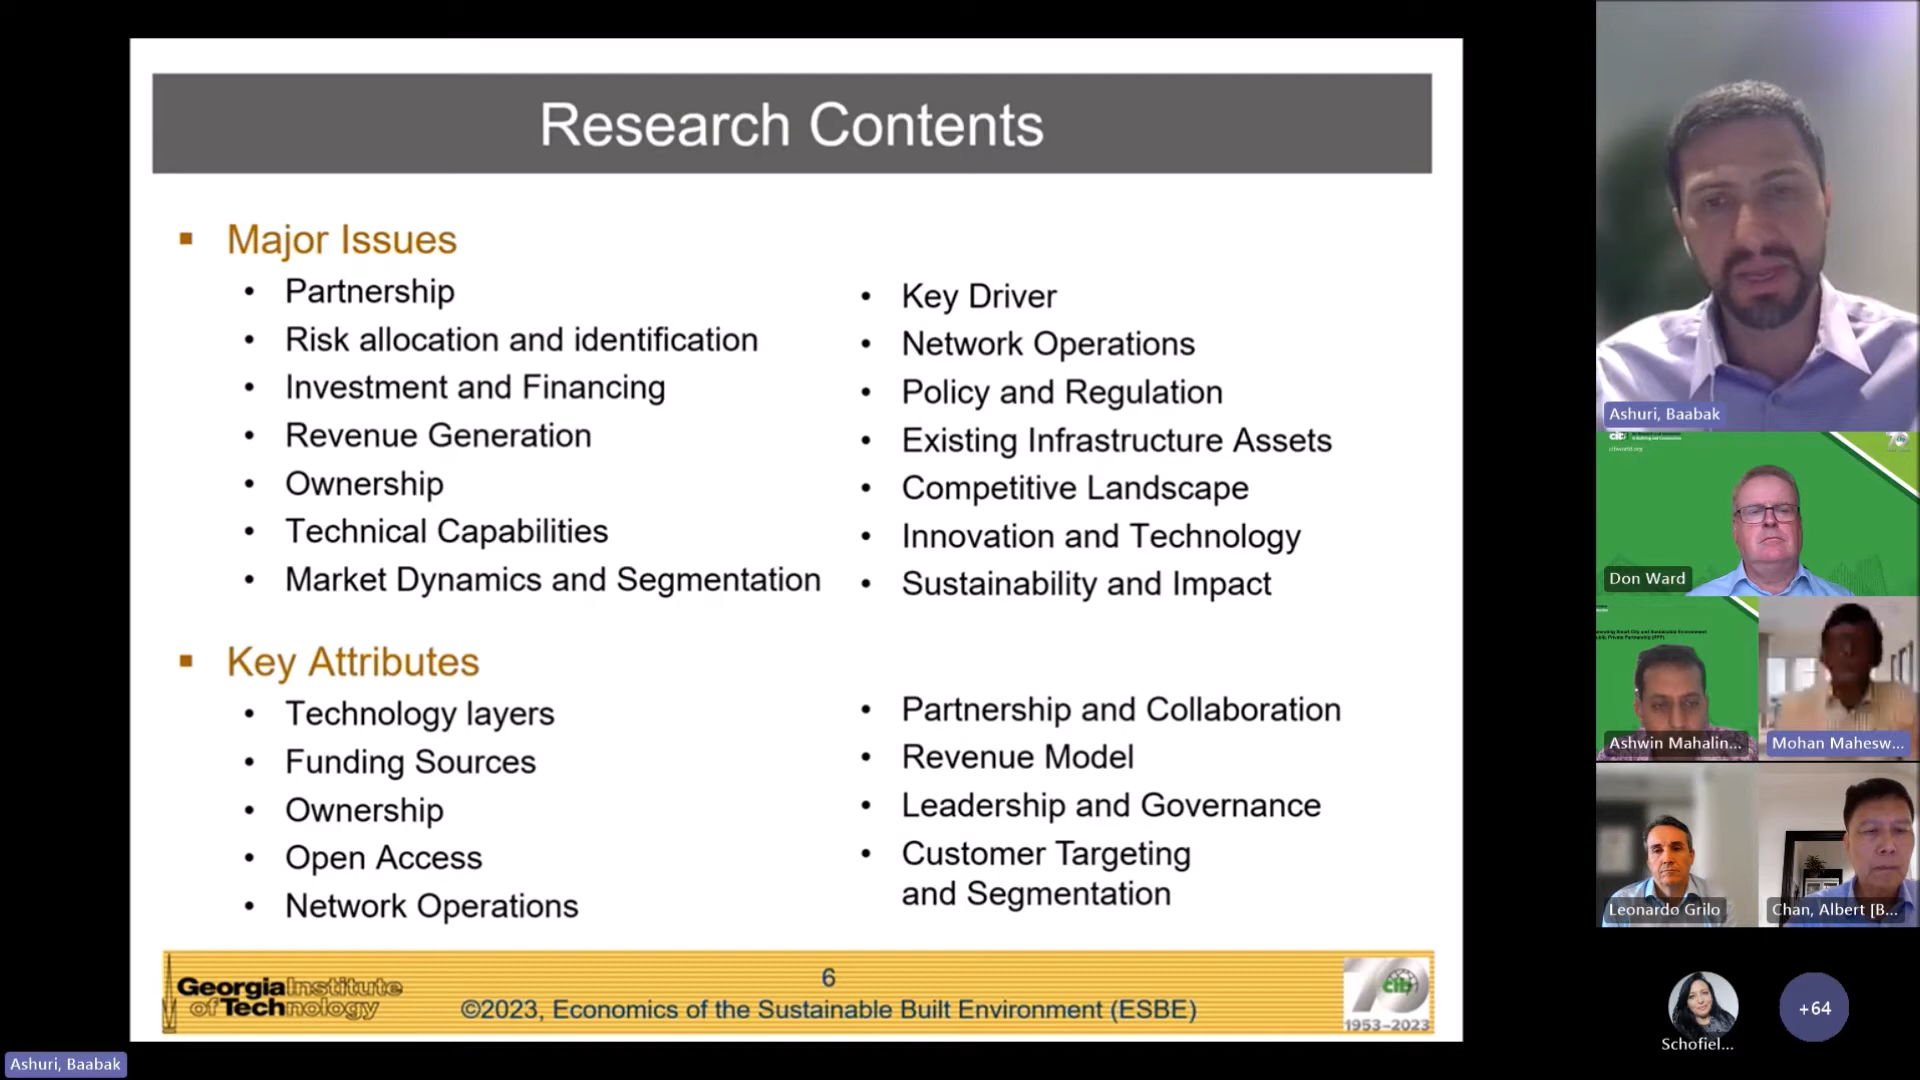 Research Contents
▪ Major Issues
• Partnership
• Risk allocation and identification
• Investment and Financing
• Revenue Generation
• Ownership
• Technical Capabilities
• Market Dynamics and Segmentation
• Key Driver
• Network Operations
• Policy and Regulation
• Existing Infrastructure Assets
• Competitive Landscape
• Innovation and Technology
• Sustainability and Impact
▪ Key Attributes
• Technology layers
• Funding Sources
• Ownership
• Open Access
• Network Operations
• Partnership and Collaboration
• Revenue Model
• Leadership and Governance
• Customer Targeting
and Segmentation
Georgia Institute
of Technology
6
©2023, Economics of the Sustainable Built Environment (ESBE)
70
cib
1953–2023
Ashuri, Baabak
Ashuri, Baabak
cib
Don Ward
Ashwin Mahalin...
Mohan Mahesw...
Leonardo Grilo
Chan, Albert [B...
Schofiel...
+64